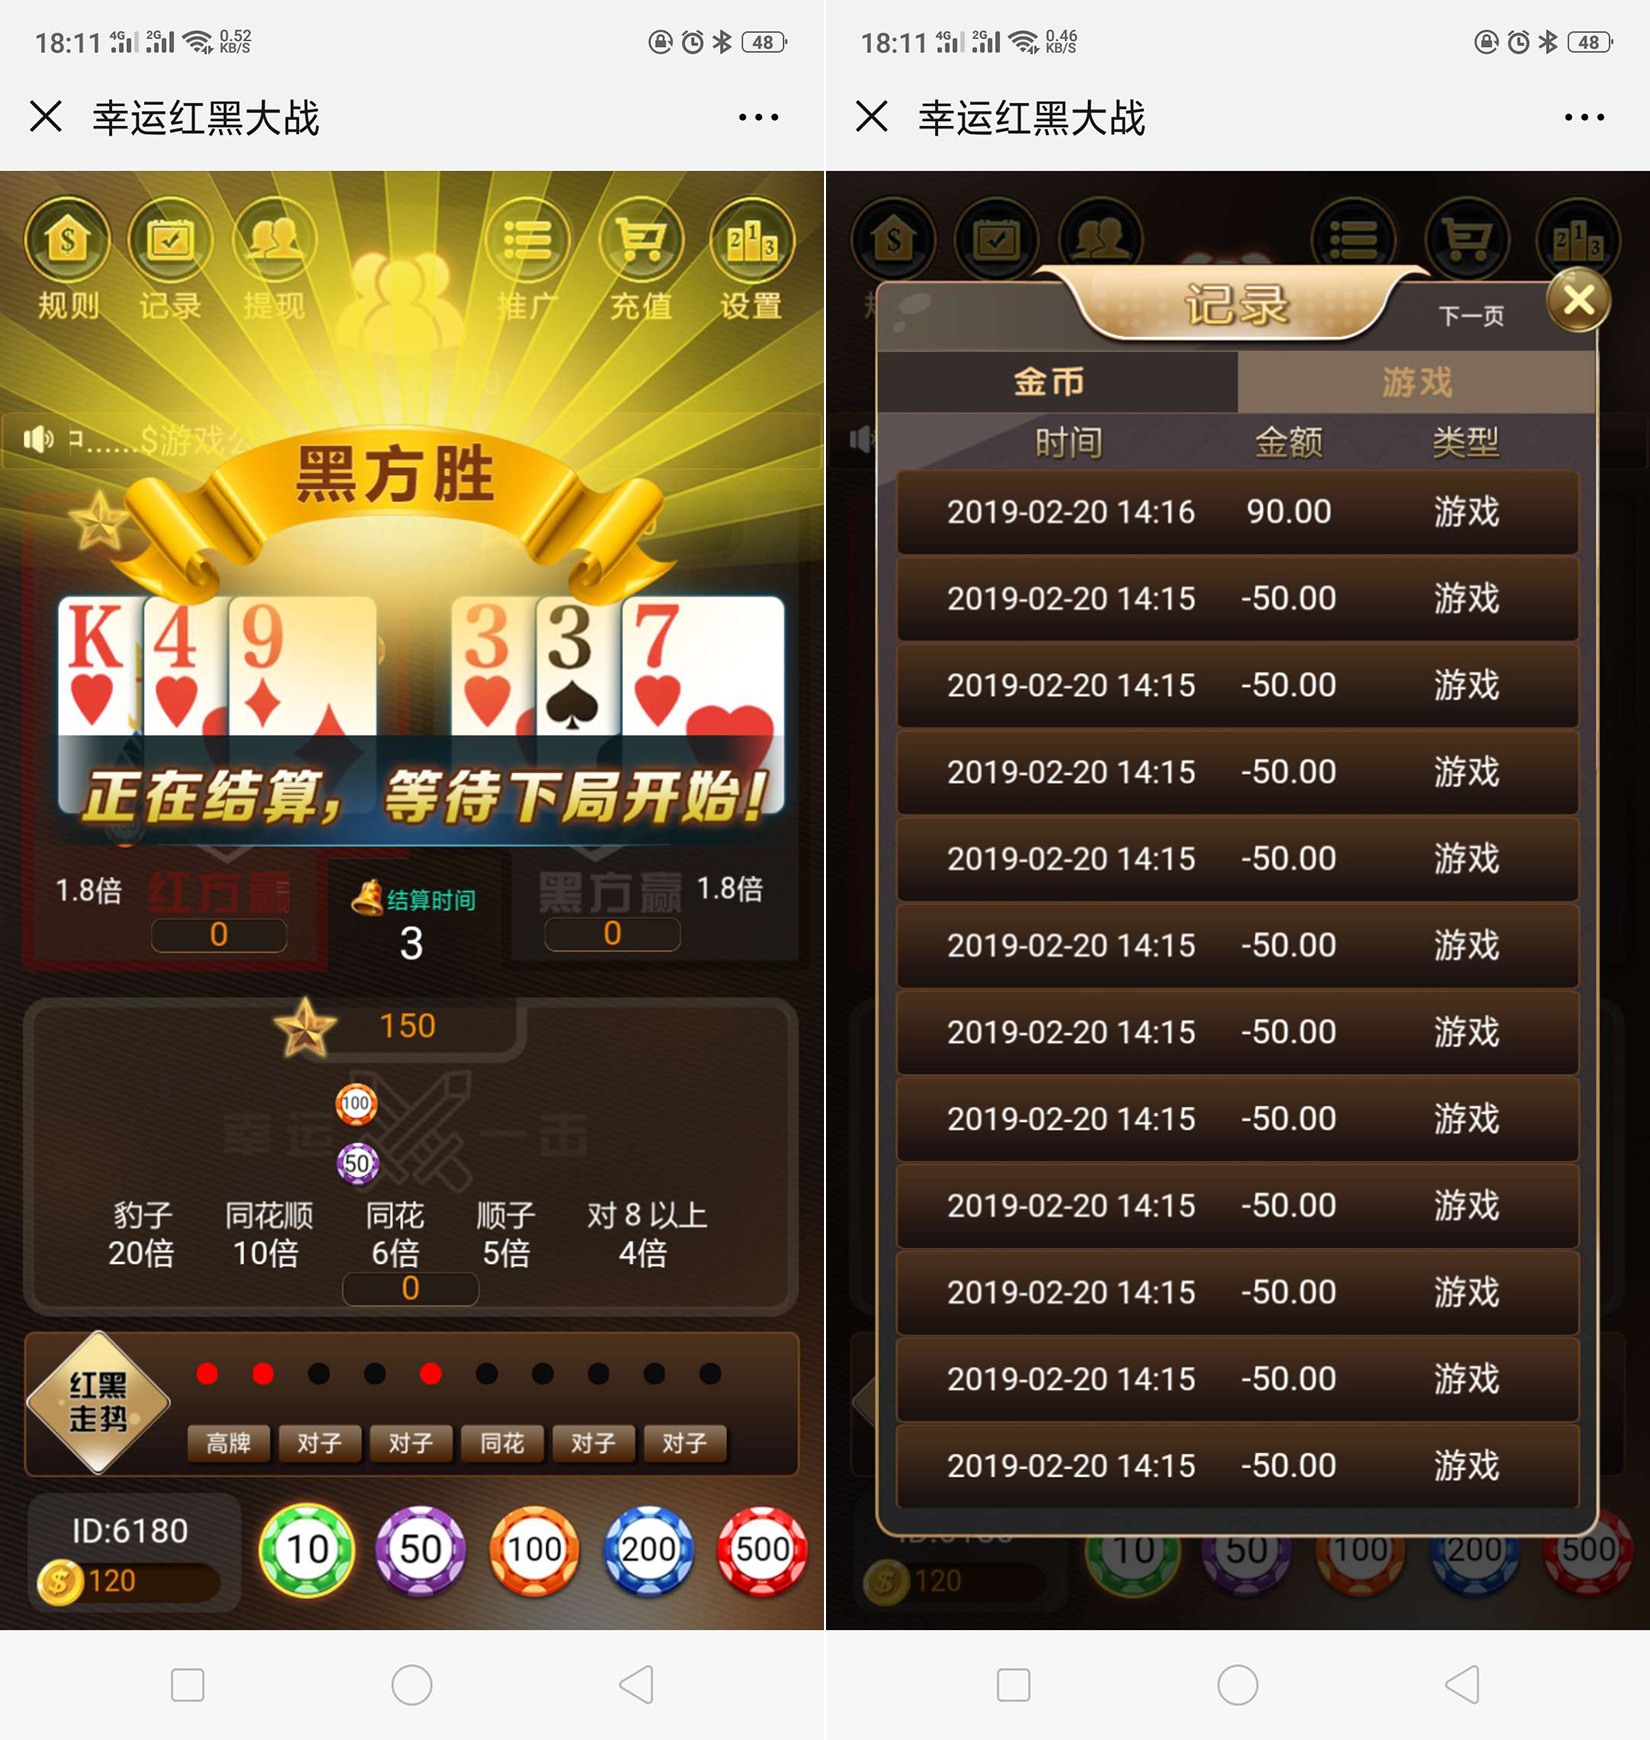 18:11 4G 2G 0.52 KB/S 48
幸运红黑大战
规则 记录 提现 推广 充值 设置
......$游戏公
黑方胜
K 4 9 3 3 7
正在结算，等待下局开始！
1.8倍 红方赢 结算时间 黑方赢 1.8倍
0 3 0
150
100
幸运一击
50
豹子 同花顺 同花 顺子 对8以上
20倍 10倍 6倍 5倍 4倍
0
红黑
走势
高牌 对子 对子 同花 对子 对子
ID:6180
120
10 50 100 200 500
18:11 4G 2G 0.46 KB/S 48
幸运红黑大战
记录 下一页
金币 游戏
时间 金额 类型
2019-02-20 14:16 90.00 游戏
2019-02-20 14:15 -50.00 游戏
2019-02-20 14:15 -50.00 游戏
2019-02-20 14:15 -50.00 游戏
2019-02-20 14:15 -50.00 游戏
2019-02-20 14:15 -50.00 游戏
2019-02-20 14:15 -50.00 游戏
2019-02-20 14:15 -50.00 游戏
2019-02-20 14:15 -50.00 游戏
2019-02-20 14:15 -50.00 游戏
2019-02-20 14:15 -50.00 游戏
2019-02-20 14:15 -50.00 游戏
ID:6180
120
10 50 100 200 500